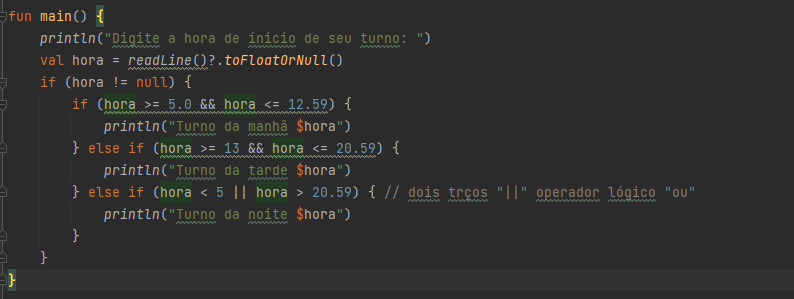 fun main() {
println("Digite a hora de ínicio de seu turno: ")
val hora = readLine()?.toFloatOrNull()
if (hora != null) {
if (hora >= 5.0 && hora <= 12.59) {
println("Turno da manhã $hora")
} else if (hora >= 13 && hora <= 20.59) {
println("Turno da tarde $hora")
} else if (hora < 5 || hora > 20.59) { // dois trços "||" operador lógico "ou"
println("Turno da noite $hora")
}
}
}